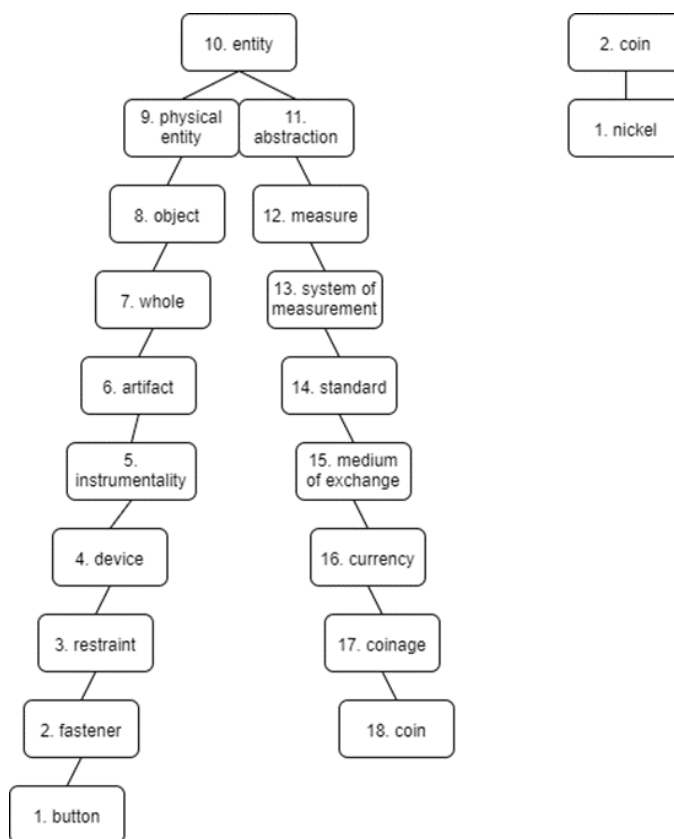 10. entity
2. coin
9. physical
entity
11.
abstraction
1. nickel
8. object
12. measure
7. whole
13. system of
measurement
6. artifact
14. standard
5.
instrumentality
15. medium
of exchange
4. device
16. currency
3. restraint
17. coinage
2. fastener
18. coin
1. button